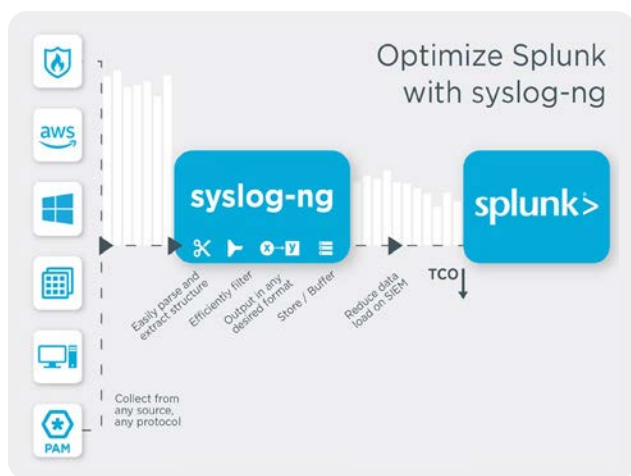 Optimize Splunk
with syslog-ng
aws
syslog-ng
splunk>
x
y
Easily parse and
extract structure
Efficiently filter
Output in any
desired format
Store / Buffer
Reduce data
load on SIEM
TCO
Collect from
any source,
any protocol
PAM